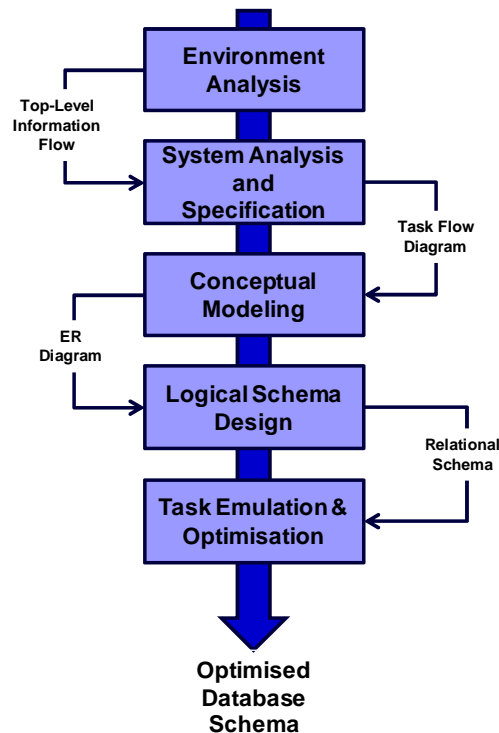 Environment
Analysis
Top-Level
Information
Flow
System Analysis
and
Specification
Task Flow
Diagram
Conceptual
Modeling
ER
Diagram
Logical Schema
Design
Relational
Schema
Task Emulation &
Optimisation
Optimised
Database
Schema